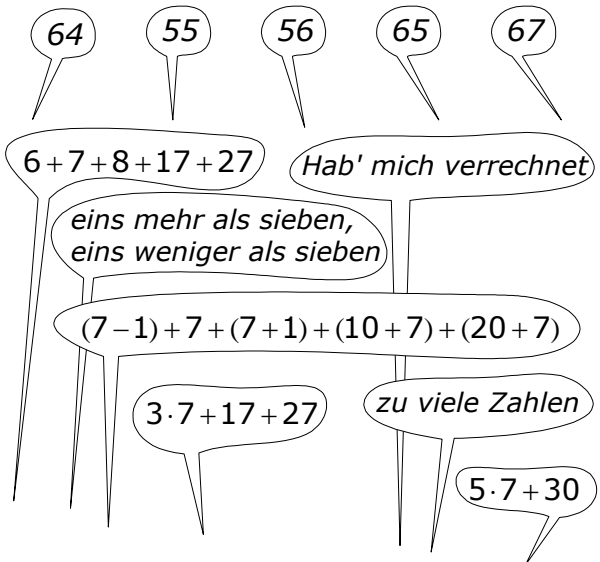 64
55
56
65
67
6+7+8+17+27
Hab' mich verrechnet
eins mehr als sieben,
eins weniger als sieben
(7−1)+7+(7+1)+(10+7)+(20+7)
3·7+17+27
zu viele Zahlen
5·7+30